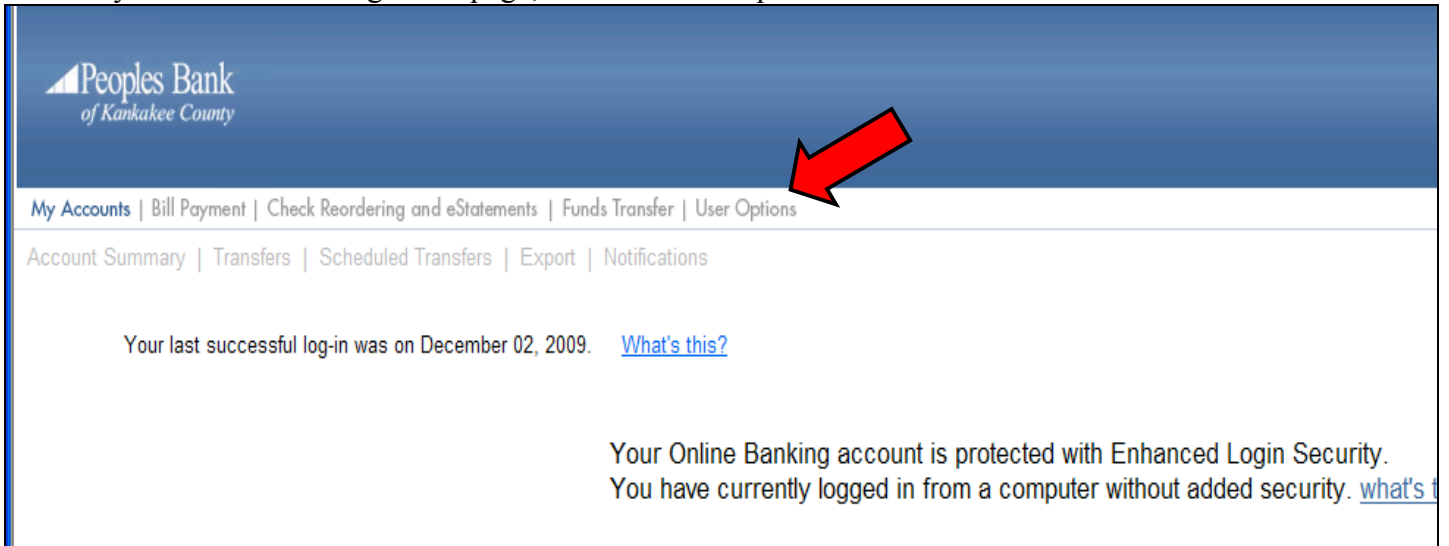 Peoples Bank
of Kankakee County
My Accounts | Bill Payment | Check Reordering and eStatements | Funds Transfer | User Options
Account Summary | Transfers | Scheduled Transfers | Export | Notifications
Your last successful log-in was on December 02, 2009. What's this?
Your Online Banking account is protected with Enhanced Login Security.
You have currently logged in from a computer without added security. what's